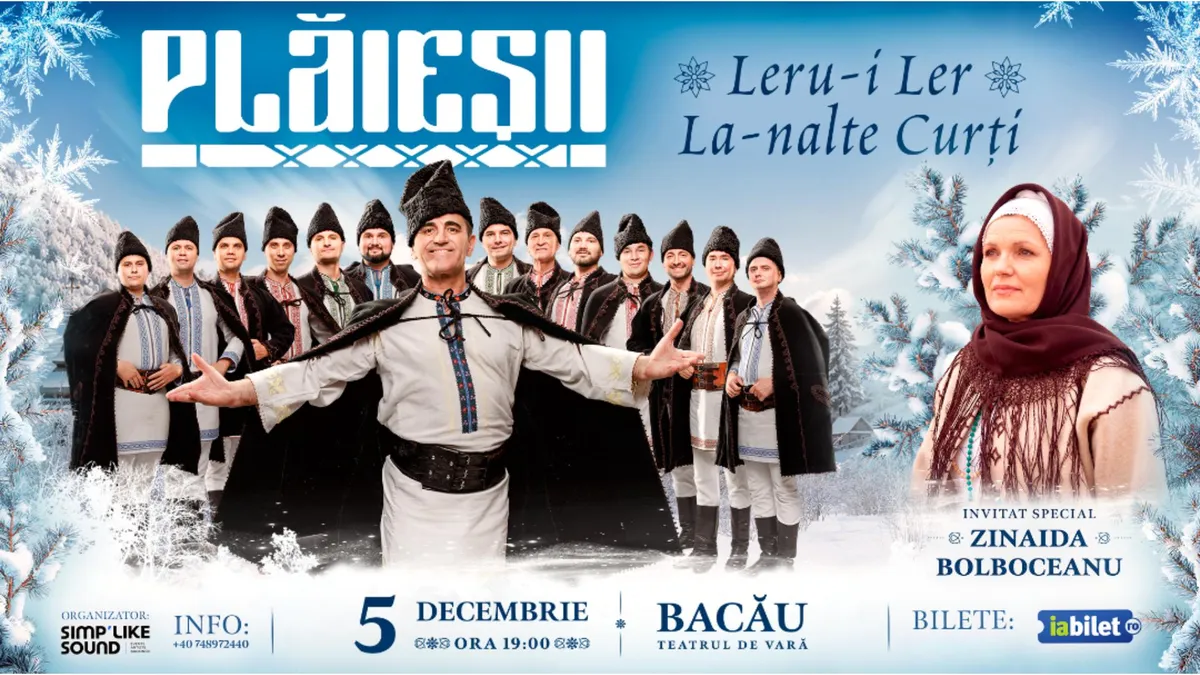 PLĂIEȘII
Leru-i Ler
La-nalte Curți
INVITAT SPECIAL
ZINAIDA
BOLBOCEANU
ORGANIZATOR:
SIMP'LIKE
SOUND
INFO:
+40 748972440
5 DECEMBRIE
ORA 19:00
BACĂU
TEATRUL DE VARĂ
BILETE:
iabilet.ro